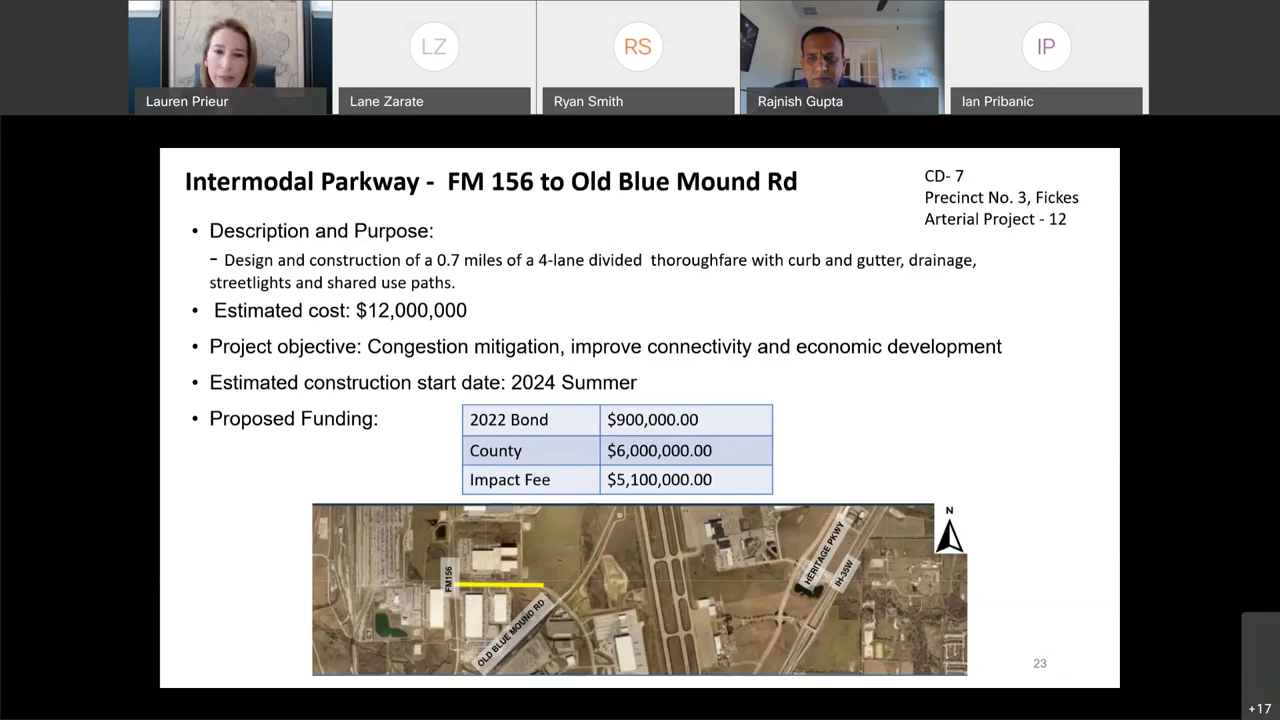 LZ
RS
IP
Lauren Prieur
Lane Zarate
Ryan Smith
Rajnish Gupta
Ian Pribanic
Intermodal Parkway - FM 156 to Old Blue Mound Rd
CD- 7
Precinct No. 3, Fickes
Arterial Project - 12
• Description and Purpose:
- Design and construction of a 0.7 miles of a 4-lane divided thoroughfare with curb and gutter, drainage,
streetlights and shared use paths.
• Estimated cost: $12,000,000
• Project objective: Congestion mitigation, improve connectivity and economic development
• Estimated construction start date: 2024 Summer
• Proposed Funding:
2022 Bond $900,000.00
County $6,000,000.00
Impact Fee $5,100,000.00
N
FM156
OLD BLUE MOUND RD
HERITAGE PKWY
IH-35W
23
+17